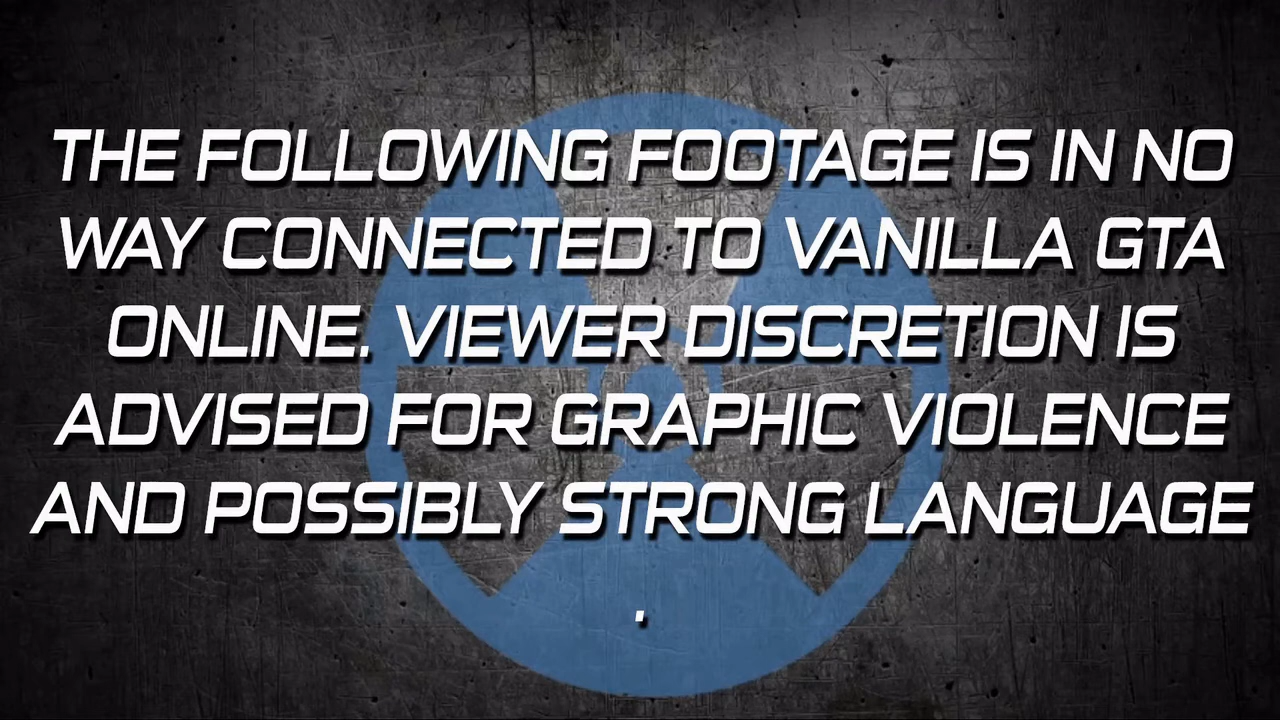 THE FOLLOWING FOOTAGE IS IN NO
WAY CONNECTED TO VANILLA GTA
ONLINE. VIEWER DISCRETION IS
ADVISED FOR GRAPHIC VIOLENCE
AND POSSIBLY STRONG LANGUAGE
.